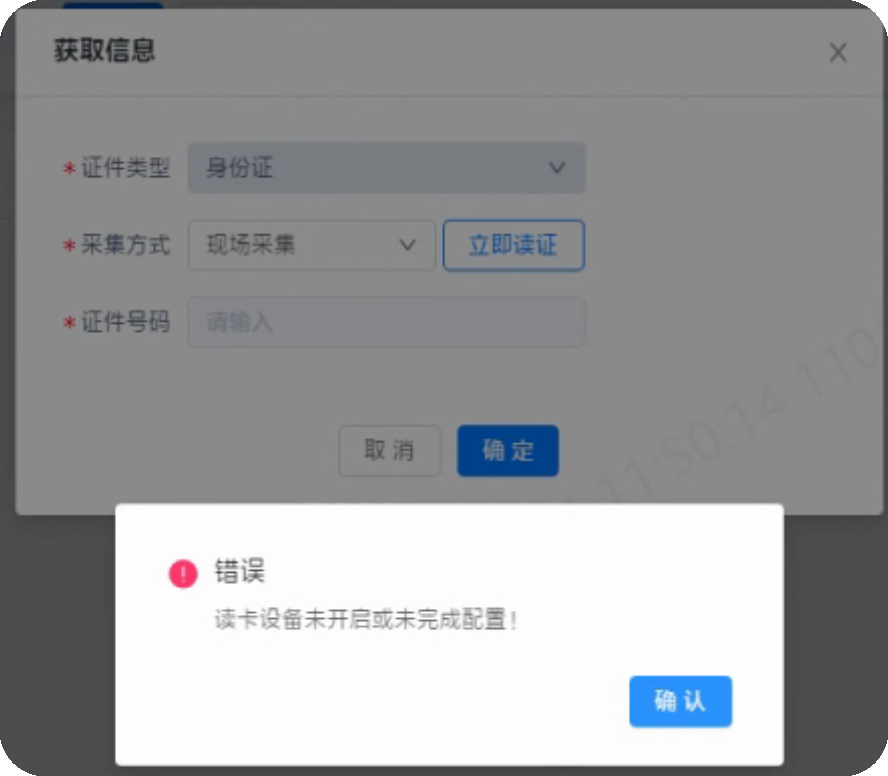 获取信息
* 证件类型 身份证
* 采集方式 现场采集 立即读证
* 证件号码 请输入
取 消 确 定
11:50:14 110
错误
读卡设备未开启或未完成配置!
确 认